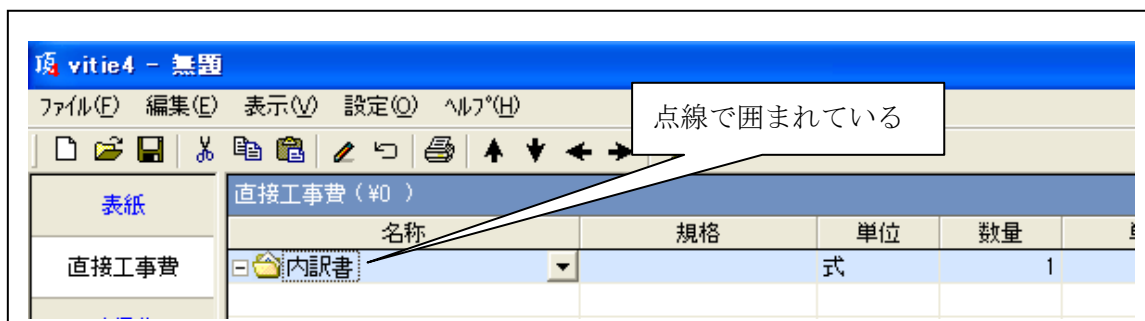 頂 vitie4 - 無題
ファイル(F) 編集(E) 表示(V) 設定(O) ヘルプ(H)
点線で囲まれている
表紙
直接工事費(¥0 )
名称 規格 単位 数量
直接工事費
内訳書 式 1